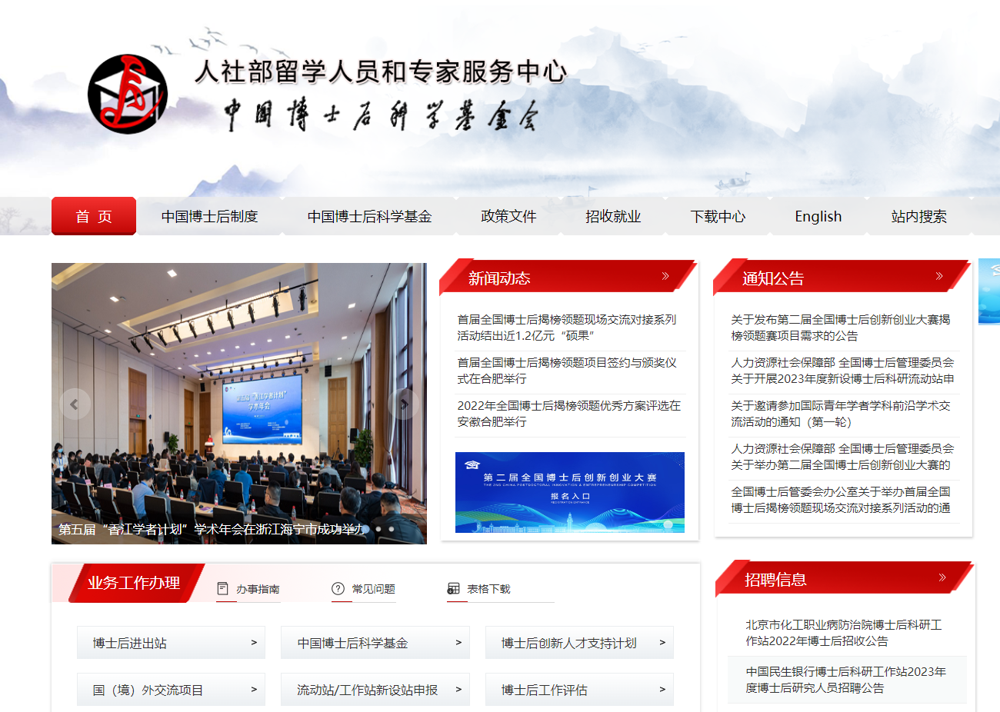 人社部留学人员和专家服务中心
中国博士后科学基金会
首 页
中国博士后制度
中国博士后科学基金
政策文件
招收就业
下载中心
English
站内搜索
第五届“香江学者计划”
学术年会
第五届“香江学者计划”学术年会在浙江海宁市成功举办
新闻动态
首届全国博士后揭榜领题现场交流对接系列
活动结出近1.2亿元“硕果”
首届全国博士后揭榜领题项目签约与颁奖仪
式在合肥举行
2022年全国博士后揭榜领题优秀方案评选在
安徽合肥举行
第二届全国博士后创新创业大赛
THE 2ND CHINA POSTDOCTORAL INNOVATION & ENTREPRENEURSHIP COMPETITION
报名入口
REGISTRATION ENTRANCE
通知公告
关于发布第二届全国博士后创新创业大赛揭
榜领题赛项目需求的公告
人力资源社会保障部 全国博士后管理委员会
关于开展2023年度新设博士后科研流动站申
关于邀请参加国际青年学者学科前沿学术交
流活动的通知（第一轮）
人力资源社会保障部 全国博士后管理委员会
关于举办第二届全国博士后创新创业大赛的
全国博士后管委会办公室关于举办首届全国
博士后揭榜领题现场交流对接系列活动的通
业务工作办理
办事指南
常见问题
表格下载
博士后进出站 >
中国博士后科学基金 >
博士后创新人才支持计划 >
国（境）外交流项目 >
流动站/工作站新设站申报 >
博士后工作评估 >
招聘信息
北京市化工职业病防治院博士后科研工
作站2022年博士后招收公告
中国民生银行博士后科研工作站2023年
度博士后研究人员招聘公告